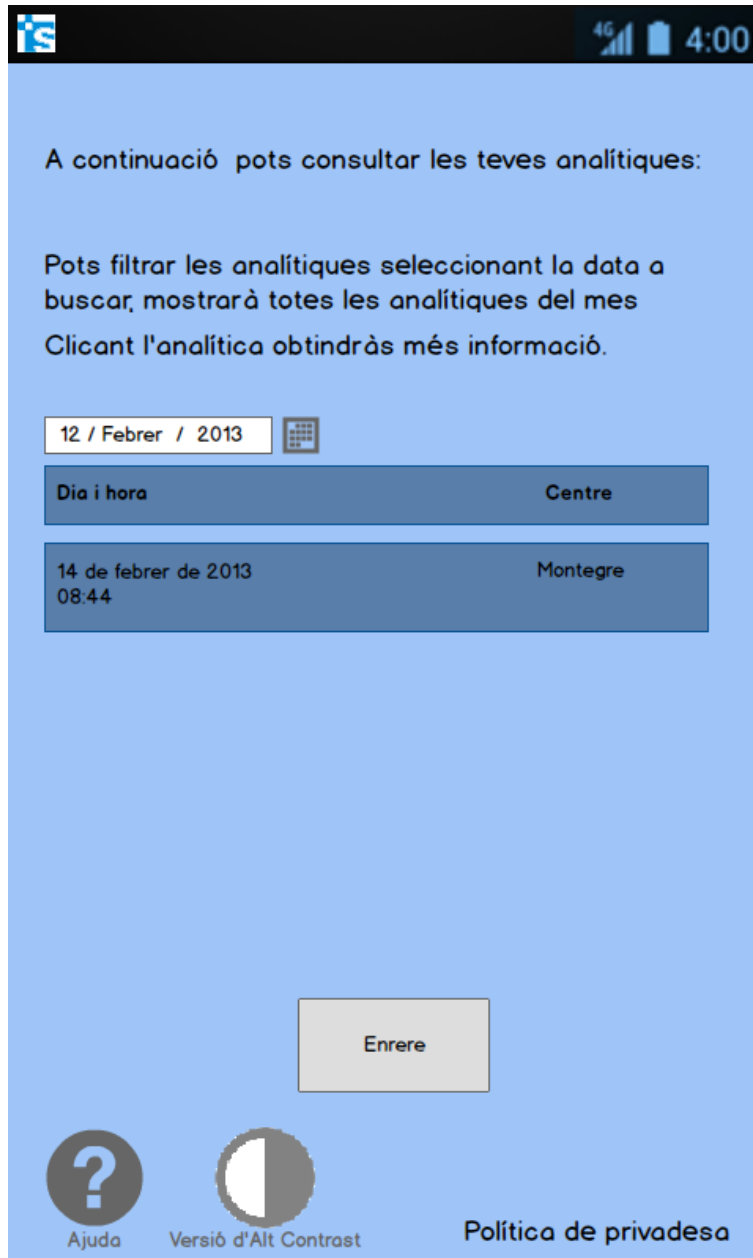 is
4G 4:00
A continuació pots consultar les teves analítiques:
Pots filtrar les analítiques seleccionant la data a
buscar, mostrarà totes les analítiques del mes
Clicant l'analítica obtindràs més informació.
12 / Febrer / 2013
Dia i hora Centre
14 de febrer de 2013 Montegre
08:44
Enrere
?
Ajuda Versió d'Alt Contrast Política de privadesa